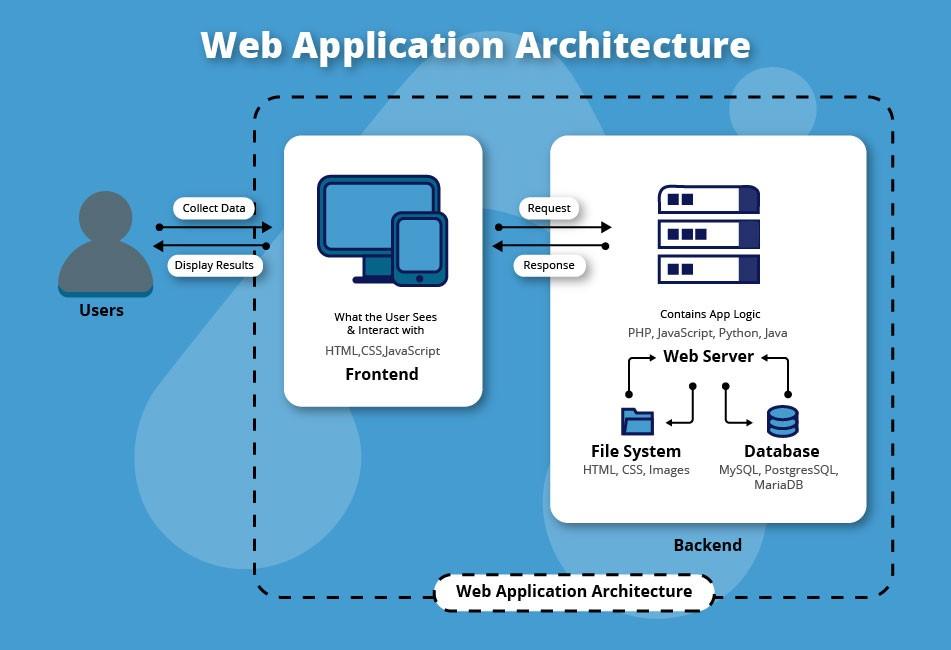 Web Application Architecture
Collect Data
Display Results
Users
What the User Sees
& Interact with
HTML,CSS,JavaScript
Frontend
Request
Response
Contains App Logic
PHP, JavaScript, Python, Java
Web Server
File System
HTML, CSS, Images
Database
MySQL, PostgresSQL,
MariaDB
Backend
Web Application Architecture